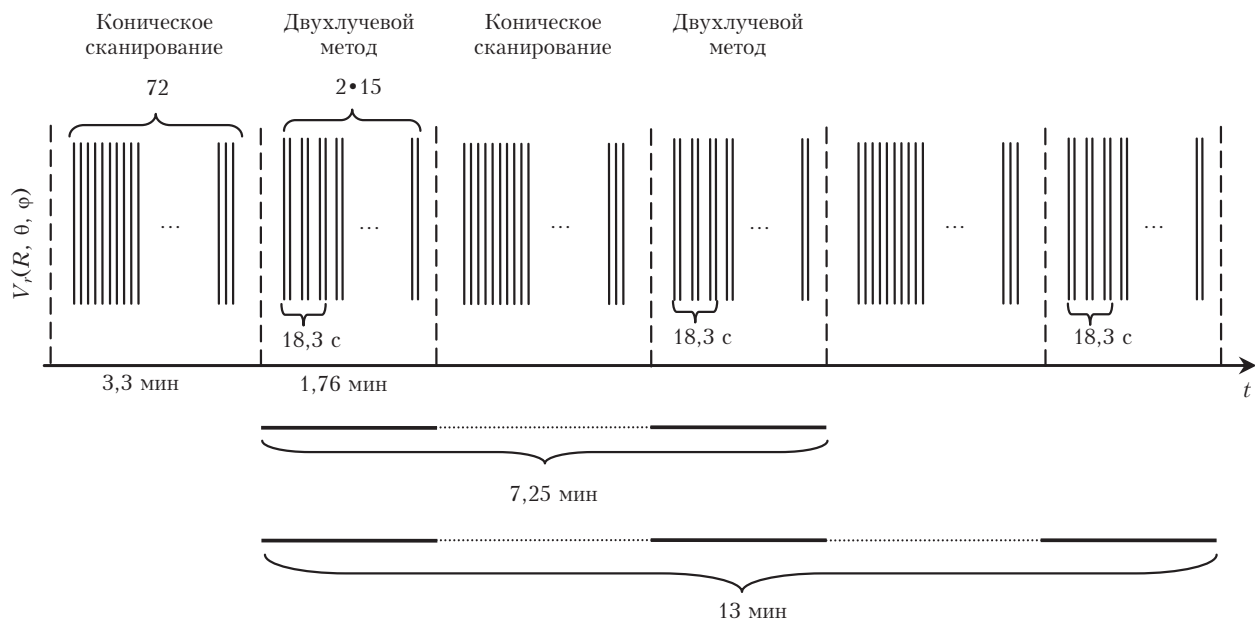 Коническое
сканирование
Двухлучевой
метод
Коническое
сканирование
Двухлучевой
метод
72
2•15
V_r(R, θ, φ)
...
...
...
...
...
...
18,3 с
18,3 с
18,3 с
3,3 мин
1,76 мин
t
7,25 мин
13 мин